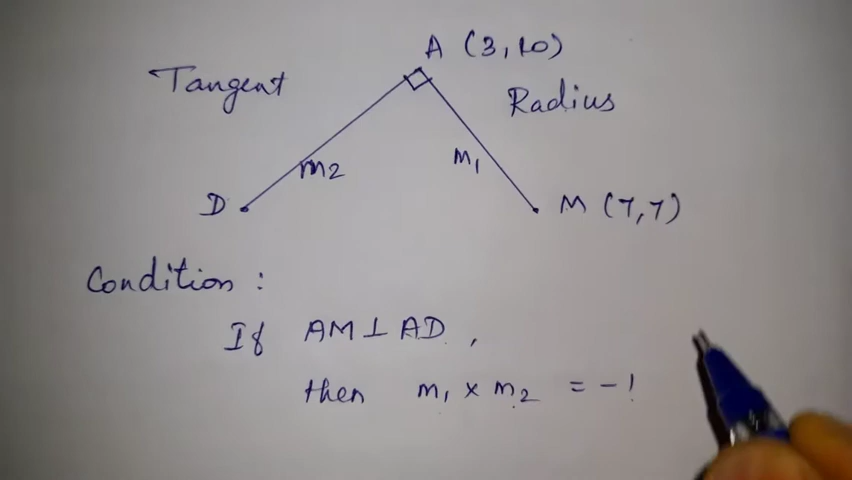 A (3,10)
Tangent
Radius
m2
m1
D
M (7,7)
Condition :
If AM ⊥ AD ,
then m1 × m2 = -1